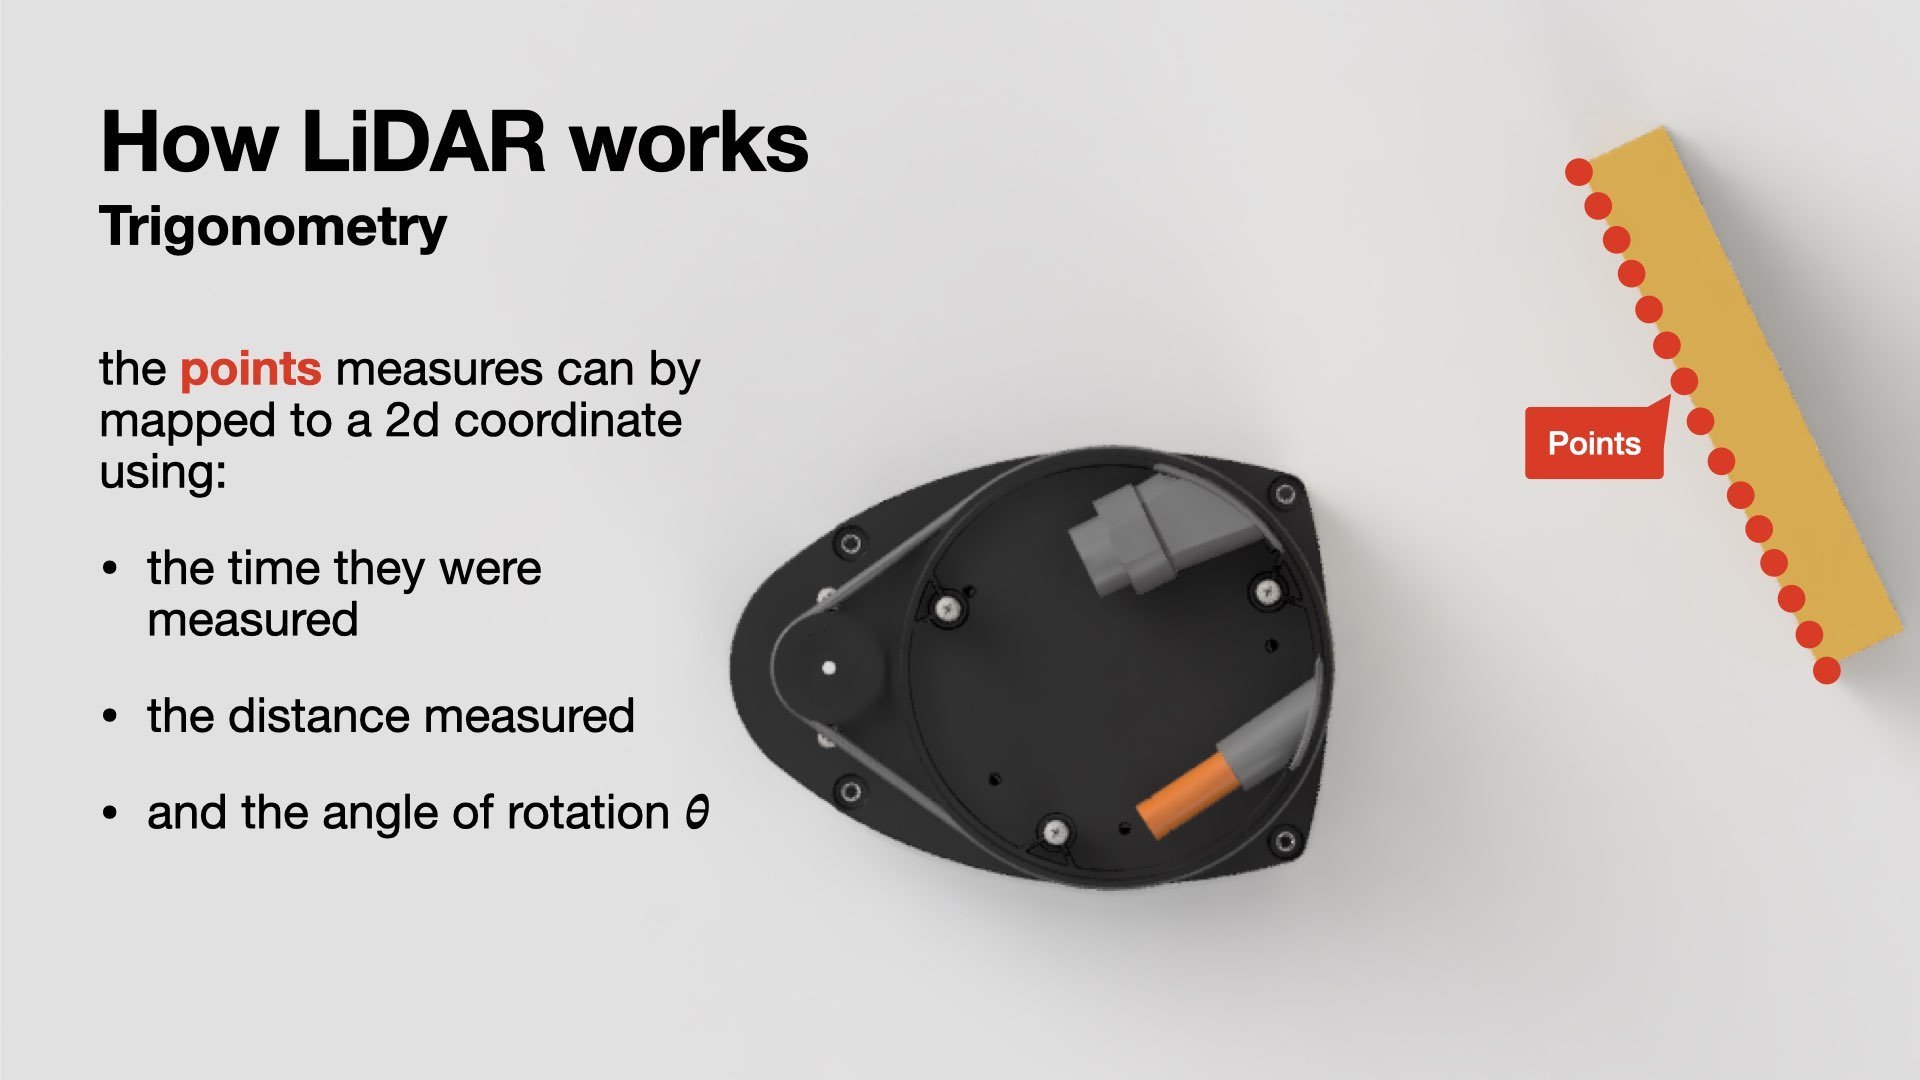 How LiDAR works
Trigonometry
the points measures can by
mapped to a 2d coordinate
using:
• the time they were
measured
• the distance measured
• and the angle of rotation θ
Points